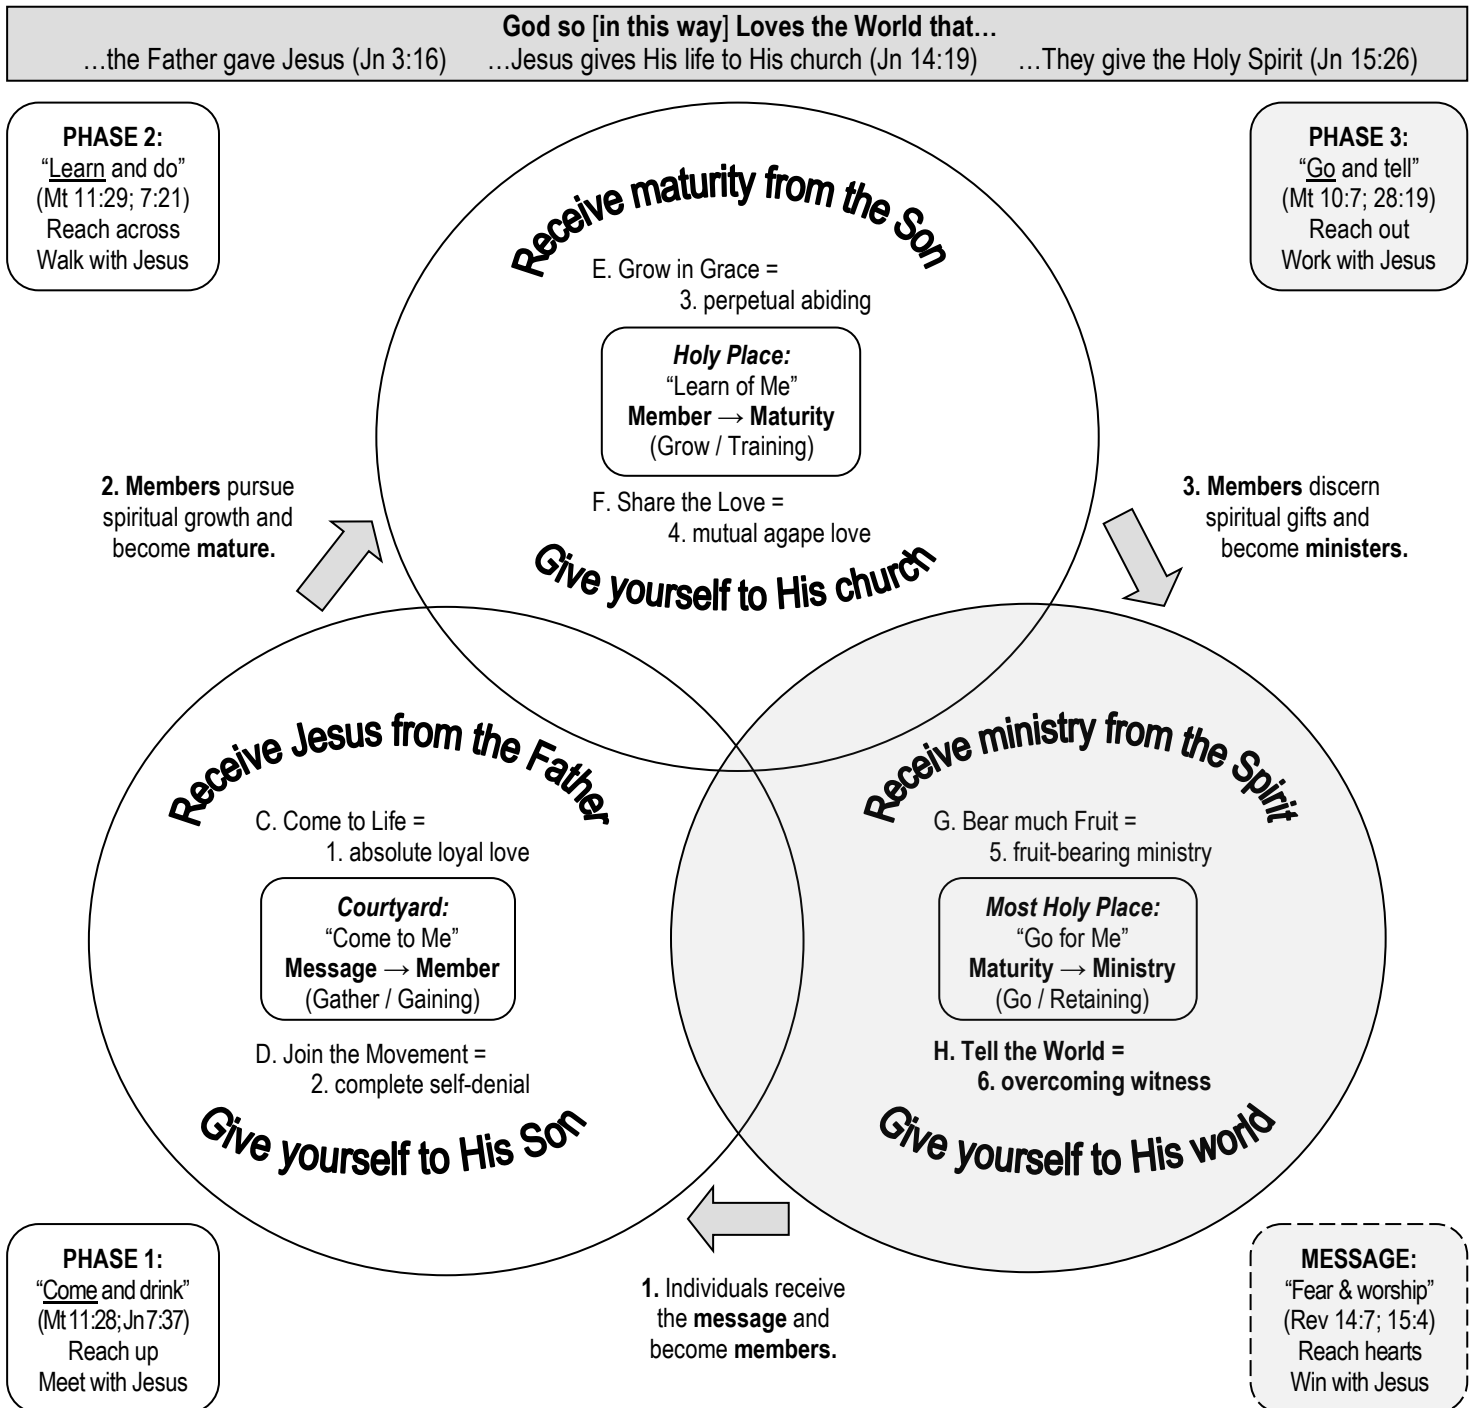 God so [in this way] Loves the World that…
…the Father gave Jesus (Jn 3:16) …Jesus gives His life to His church (Jn 14:19) …They give the Holy Spirit (Jn 15:26)
PHASE 2:
“Learn and do”
(Mt 11:29; 7:21)
Reach across
Walk with Jesus
PHASE 3:
“Go and tell”
(Mt 10:7; 28:19)
Reach out
Work with Jesus
Receive maturity from the Son
E. Grow in Grace =
3. perpetual abiding
Holy Place:
“Learn of Me”
Member → Maturity
(Grow / Training)
F. Share the Love =
4. mutual agape love
Give yourself to His church
2. Members pursue
spiritual growth and
become mature.
3. Members discern
spiritual gifts and
become ministers.
Receive Jesus from the Father
C. Come to Life =
1. absolute loyal love
Courtyard:
“Come to Me”
Message → Member
(Gather / Gaining)
D. Join the Movement =
2. complete self-denial
Give yourself to His Son
Receive ministry from the Spirit
G. Bear much Fruit =
5. fruit-bearing ministry
Most Holy Place:
“Go for Me”
Maturity → Ministry
(Go / Retaining)
H. Tell the World =
6. overcoming witness
Give yourself to His world
PHASE 1:
“Come and drink”
(Mt 11:28; Jn 7:37)
Reach up
Meet with Jesus
1. Individuals receive
the message and
become members.
MESSAGE:
“Fear & worship”
(Rev 14:7; 15:4)
Reach hearts
Win with Jesus